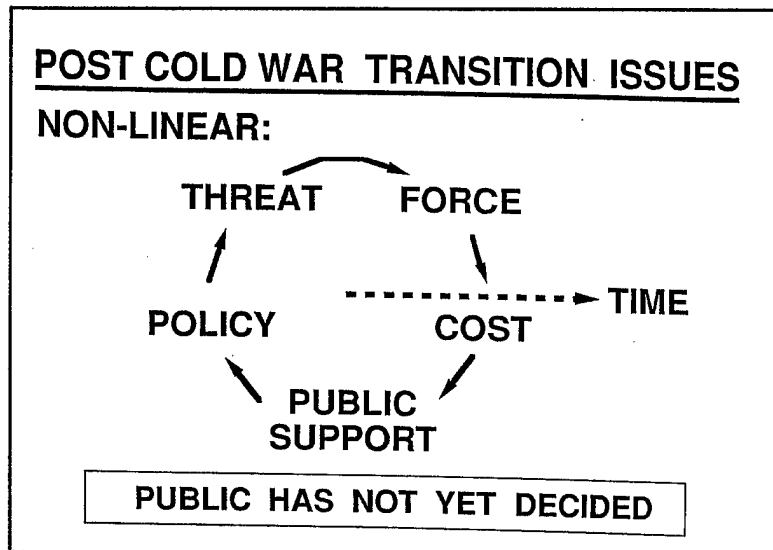 POST COLD WAR TRANSITION ISSUES
NON-LINEAR:
THREAT FORCE
TIME
POLICY COST
PUBLIC
SUPPORT
PUBLIC HAS NOT YET DECIDED